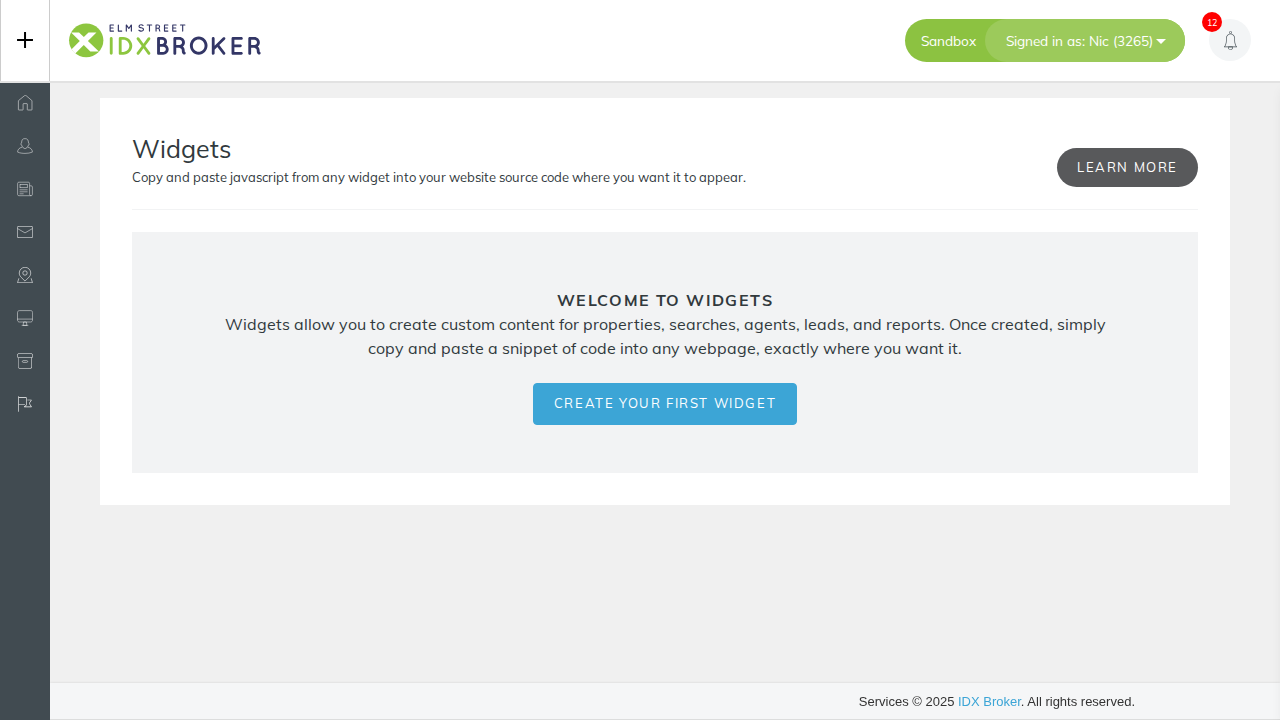 ELM STREET
IDXBROKER
Sandbox
Signed in as: Nic (3265)
12
Widgets
Copy and paste javascript from any widget into your website source code where you want it to appear.
LEARN MORE
WELCOME TO WIDGETS
Widgets allow you to create custom content for properties, searches, agents, leads, and reports. Once created, simply
copy and paste a snippet of code into any webpage, exactly where you want it.
CREATE YOUR FIRST WIDGET
Services © 2025 IDX Broker. All rights reserved.